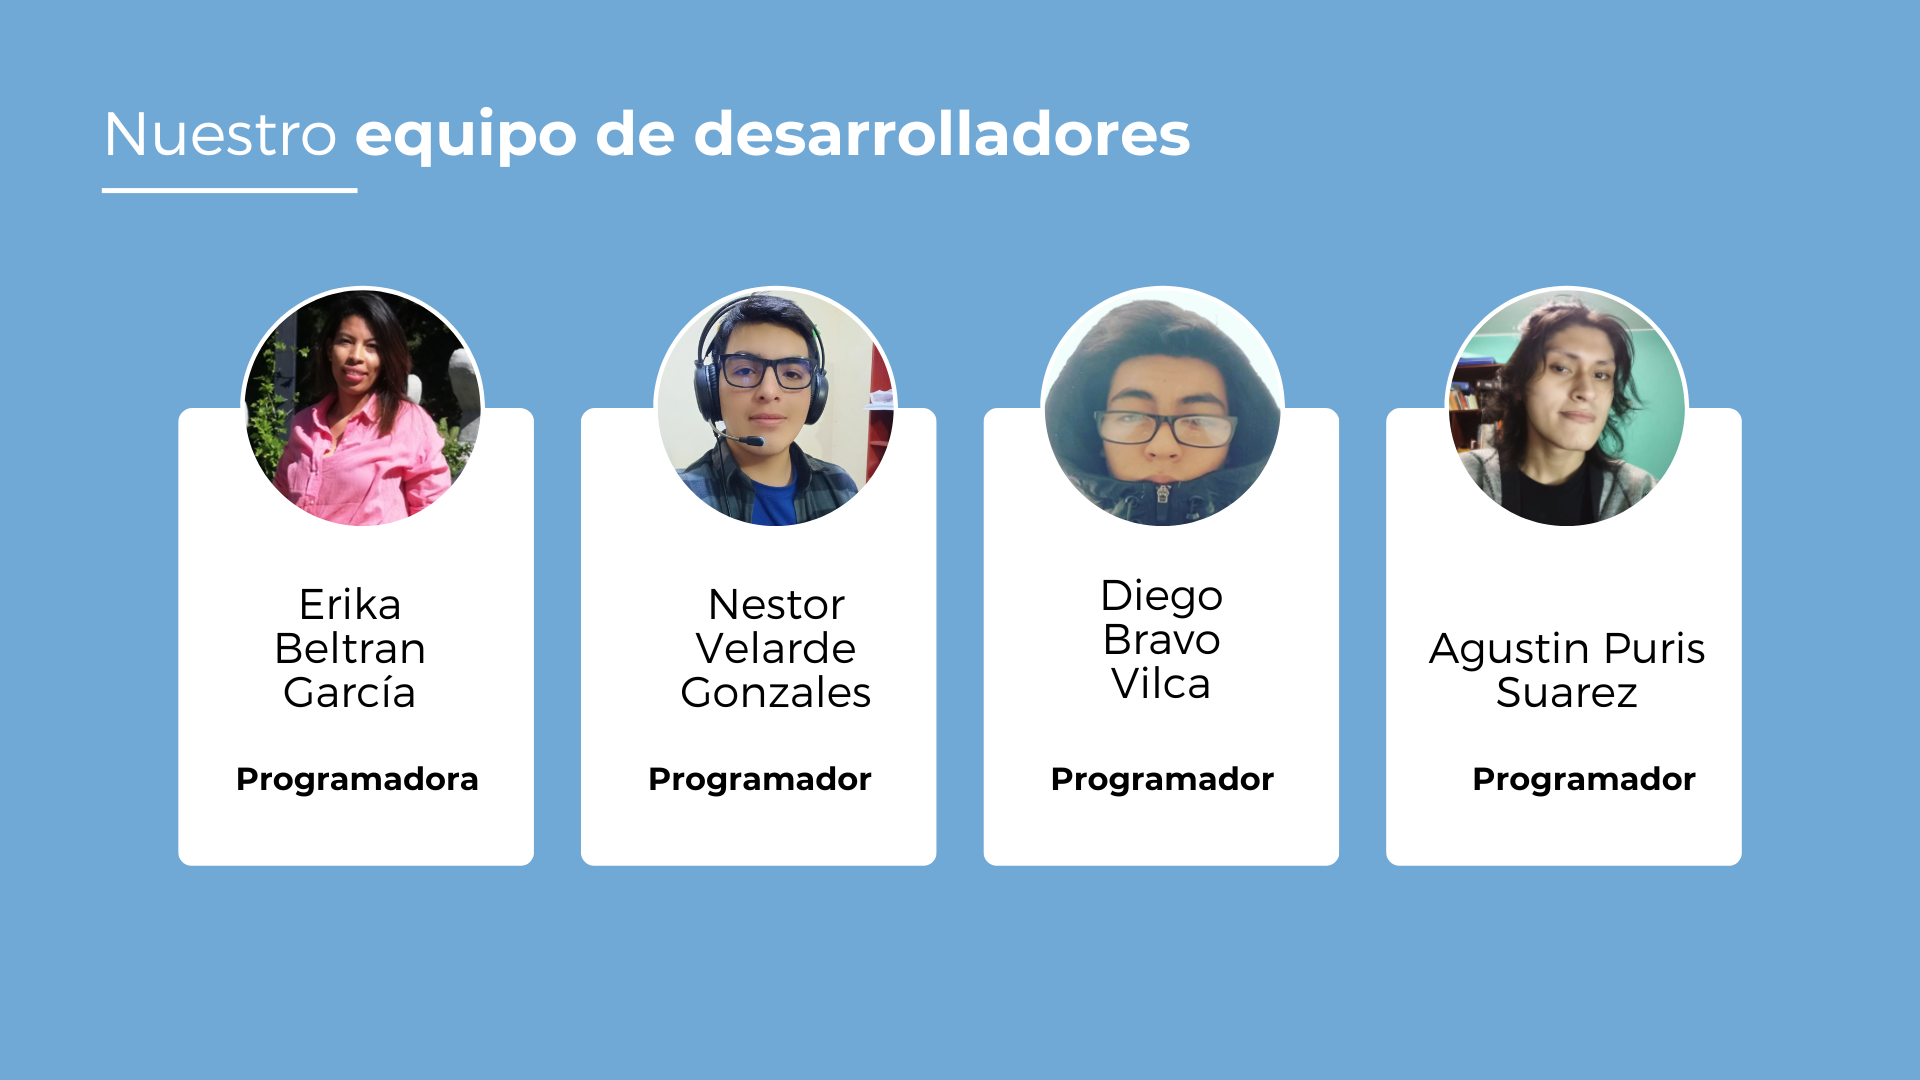 Nuestro equipo de desarrolladores
Erika
Beltran
García
Programadora
Nestor
Velarde
Gonzales
Programador
Diego
Bravo
Vilca
Programador
Agustin Puris
Suarez
Programador